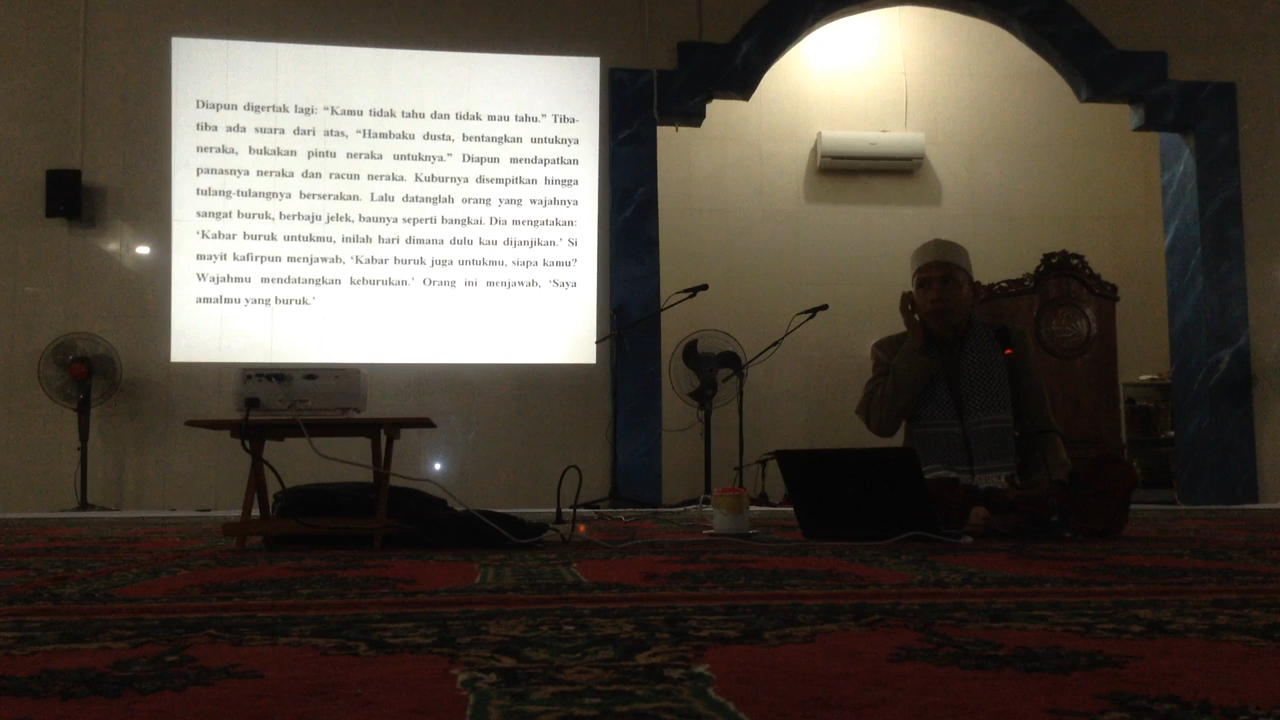 Diapun digertak lagi: “Kamu tidak tahu dan tidak mau tahu.” Tiba-
tiba ada suara dari atas, “Hambaku dusta, bentangkan untuknya
neraka, bukakan pintu neraka untuknya.” Diapun mendapatkan
panasnya neraka dan racun neraka. Kuburnya disempitkan hingga
tulang-tulangnya berserakan. Lalu datanglah orang yang wajahnya
sangat buruk, berbaju jelek, baunya seperti bangkai. Dia mengatakan:
‘Kabar buruk untukmu, inilah hari dimana dulu kau dijanjikan.’ Si
mayit kafirpun menjawab, ‘Kabar buruk juga untukmu, siapa kamu?
Wajahmu mendatangkan keburukan.’ Orang ini menjawab, ‘Saya
amalmu yang buruk.’